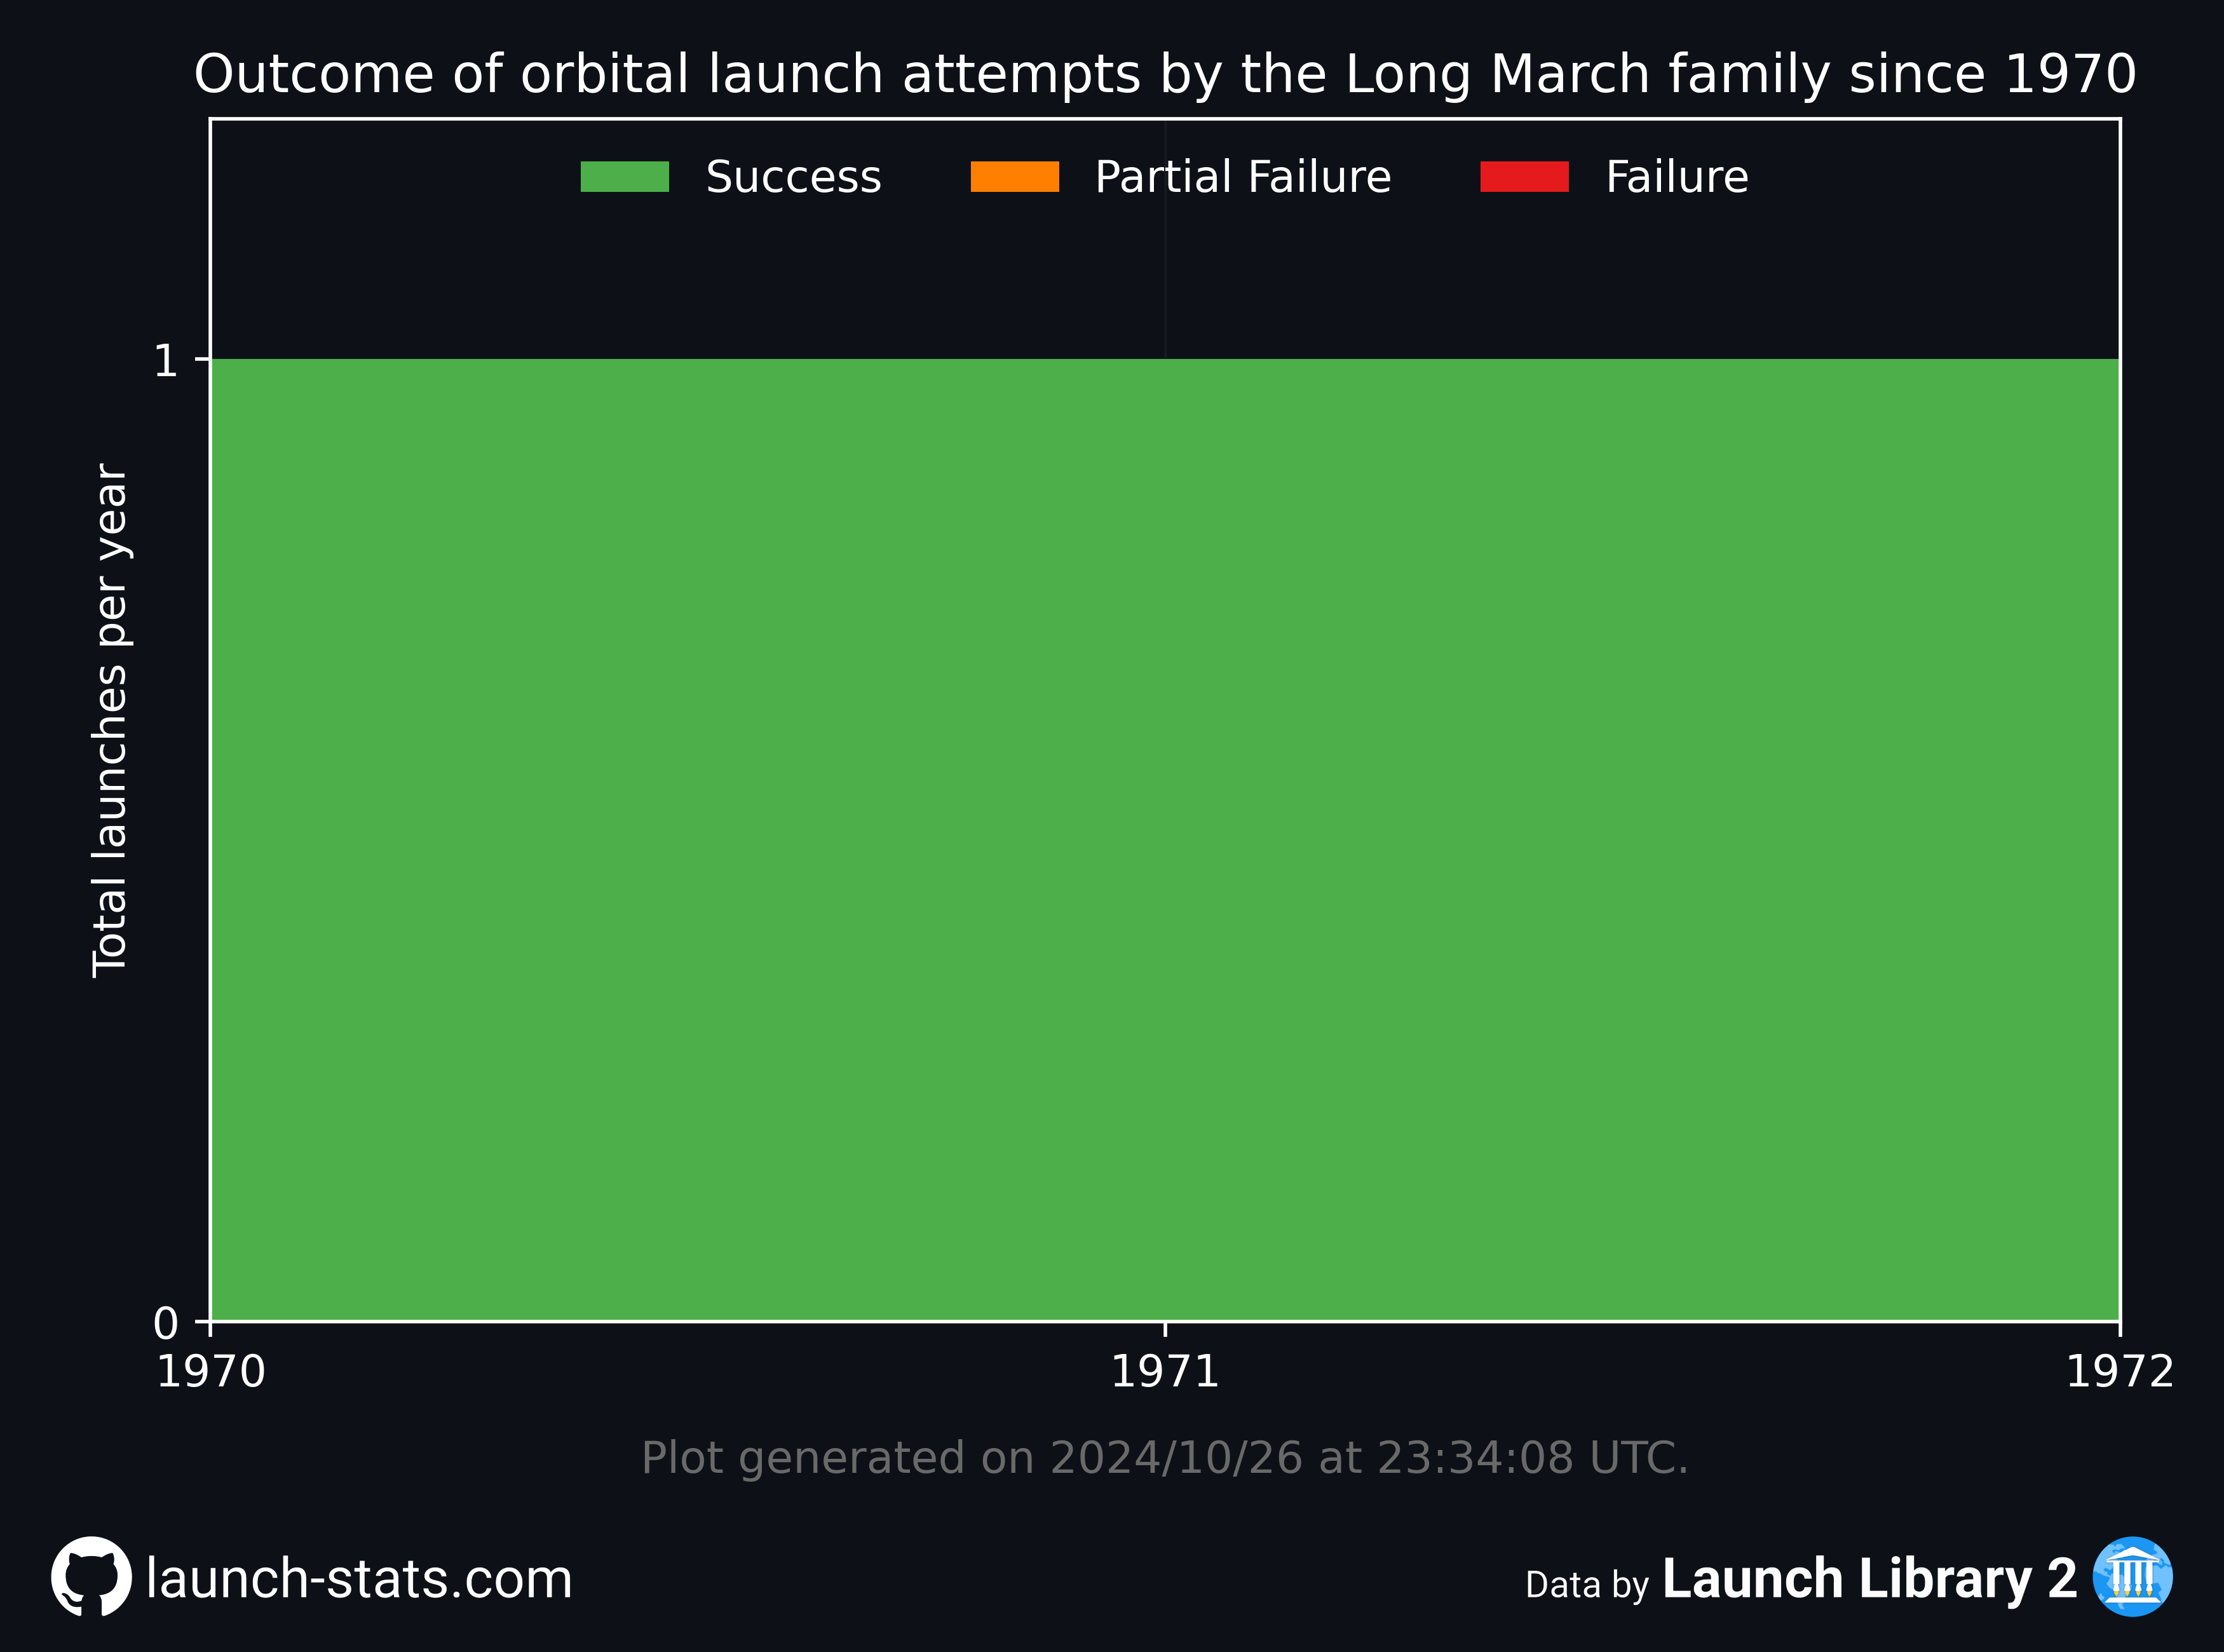 Outcome of orbital launch attempts by the Long March family since 1970
Success Partial Failure Failure
1
Total launches per year
0
1970 1971 1972
Plot generated on 2024/10/26 at 23:34:08 UTC.
launch-stats.com
Data by Launch Library 2